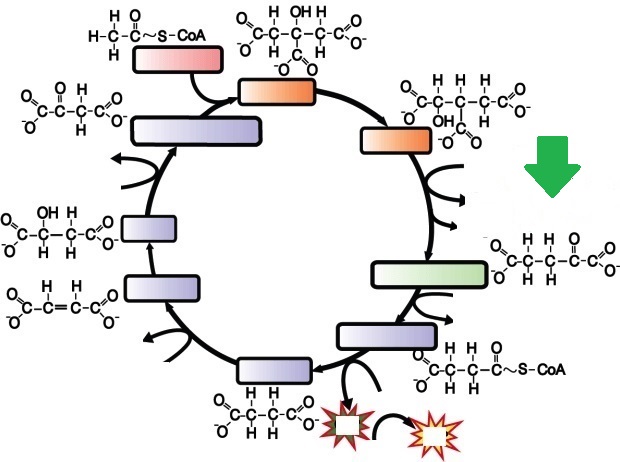 H O
H–C–C~S–CoA
H
H OH H
O C–C–C–C–C O
⁻O H H O⁻
C
⁻O O
O O H
C–C–C–C O
⁻O H O⁻
H H H
O C–C–C–C–C O
⁻O OH H O⁻
C
⁻O O
O OH H
C–C–C–C O
⁻O H H O⁻
H H O
⁻O C–C–C–C–C O
O H H O⁻
O H H O
C–C=C–C
⁻O O⁻
O H H O
C–C–C–C~S–CoA
⁻O H H
H H
O C–C–C–C O
⁻O H H O⁻